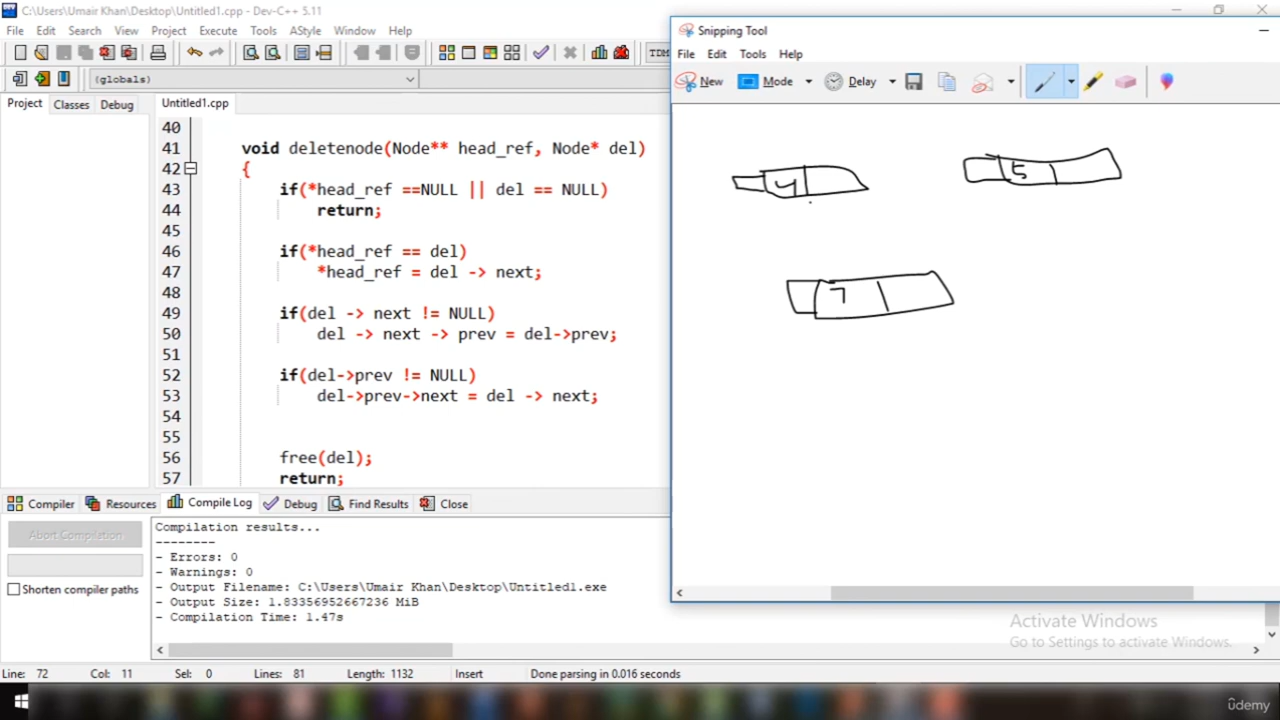 C:\Users\Umair Khan\Desktop\Untitled1.cpp - Dev-C++ 5.11
File Edit Search View Project Execute Tools AStyle Window Help
TDM
(globals)
Project Classes Debug
Untitled1.cpp
40
41 void deletenode(Node** head_ref, Node* del)
42 {
43 if(*head_ref ==NULL || del == NULL)
44 return;
45
46 if(*head_ref == del)
47 *head_ref = del -> next;
48
49 if(del -> next != NULL)
50 del -> next -> prev = del->prev;
51
52 if(del->prev != NULL)
53 del->prev->next = del -> next;
54
55
56 free(del);
57 return;
Snipping Tool
File Edit Tools Help
New Mode Delay
4 5
7
Compiler Resources Compile Log Debug Find Results Close
Abort Compilation
Shorten compiler paths
Compilation results...
--------
- Errors: 0
- Warnings: 0
- Output Filename: C:\Users\Umair Khan\Desktop\Untitled1.exe
- Output Size: 1.83356952667236 MiB
- Compilation Time: 1.47s
Activate Windows
Go to Settings to activate Windows.
Line: 72 Col: 11 Sel: 0 Lines: 81 Length: 1132 Insert Done parsing in 0.016 seconds
ûdemy